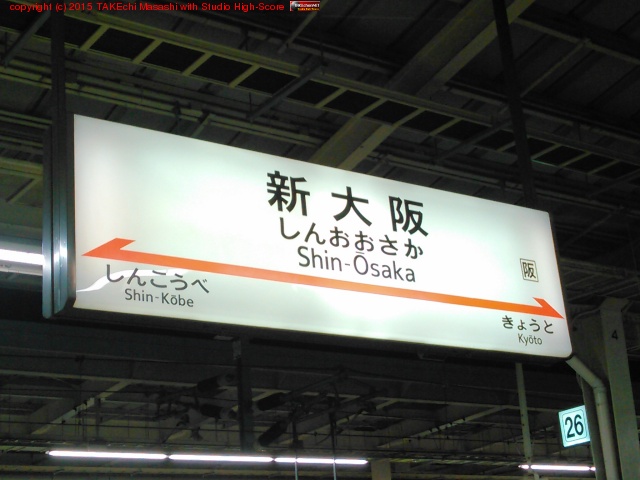 copyright (c) 2015 TAKEchi Masashi with Studio High-Score
新大阪
しんおおさか
Shin-Osaka
阪
しんこうべ
Shin-Kōbe
きょうと
Kyōto
4
26